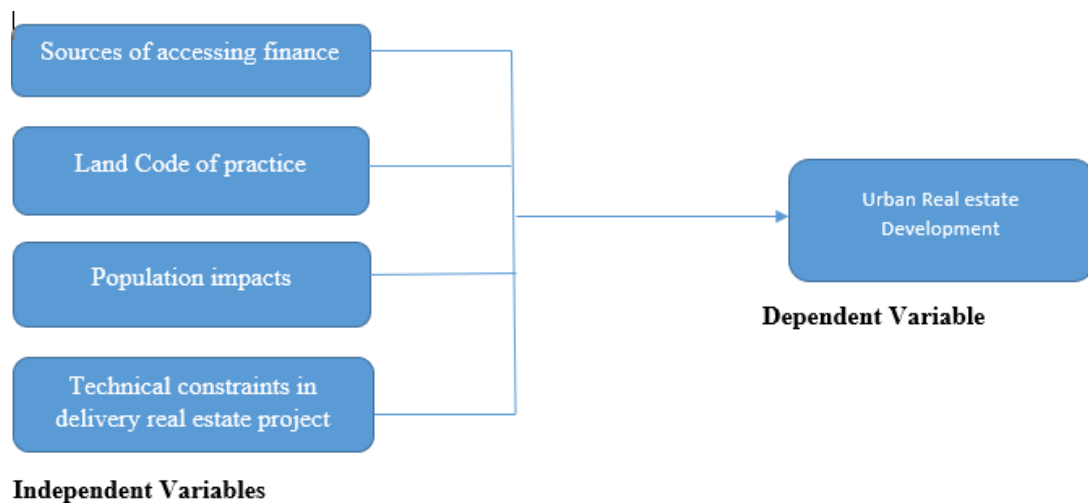 Sources of accessing finance
Land Code of practice
Population impacts
Technical constraints in
delivery real estate project
Independent Variables
Urban Real estate
Development
Dependent Variable